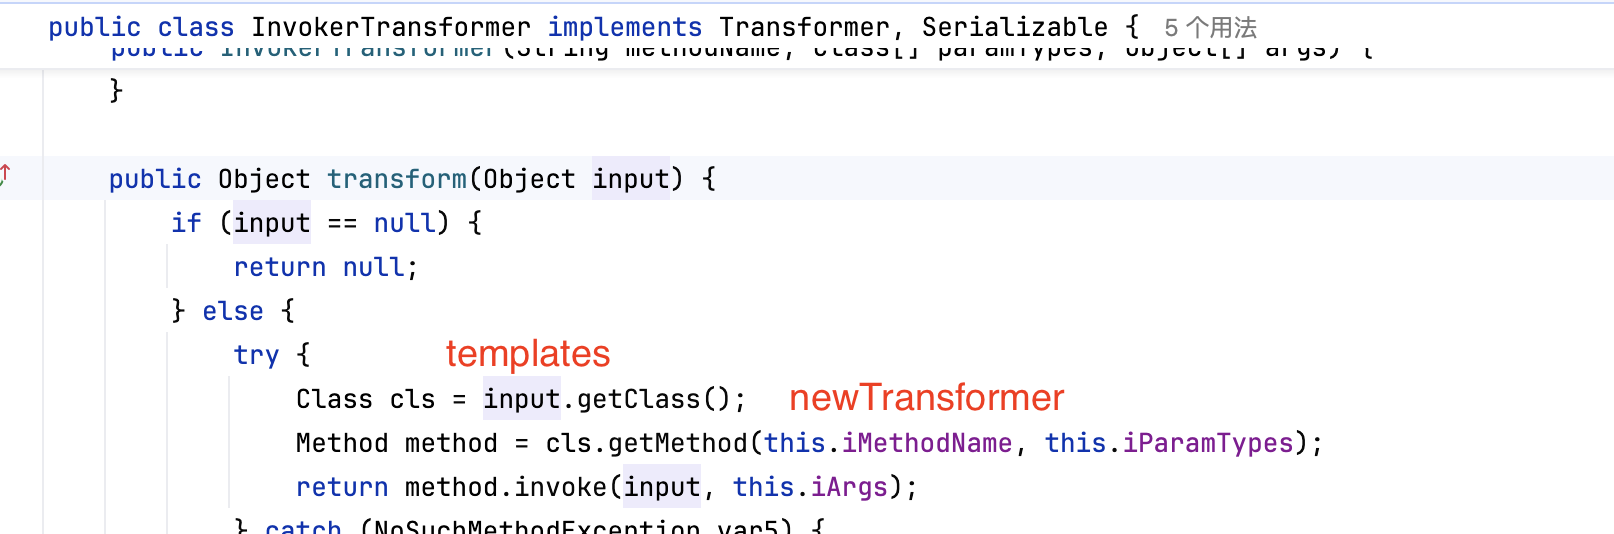 public class InvokerTransformer implements Transformer, Serializable { 5 个用法
public InvokerTransformer(String methodName, Class[] paramTypes, Object[] args) {
}
public Object transform(Object input) {
if (input == null) {
return null;
} else {
try {
templates
Class cls = input.getClass();
newTransformer
Method method = cls.getMethod(this.iMethodName, this.iParamTypes);
return method.invoke(input, this.iArgs);
} catch (NoSuchMethodException var5) {